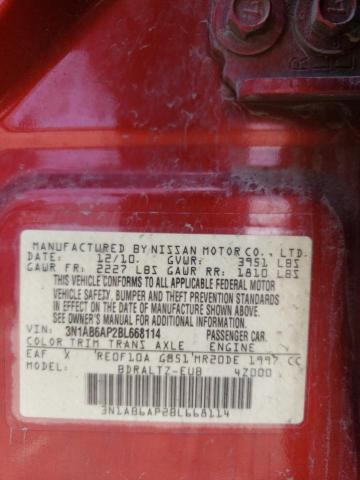 MANUFACTURED BY NISSAN MOTOR CO., LTD.
DATE: 12/10. GVWR: 3951 LBS
GAWR FR: 2227 LBS GAWR RR: 1810 LBS
THIS VEHICLE CONFORMS TO ALL APPLICABLE FEDERAL MOTOR
VEHICLE SAFETY, BUMPER AND THEFT PREVENTION STANDARDS
IN EFFECT ON THE DATE OF MANUFACTURE SHOWN ABOVE.
SEE OWNER'S MANUAL FOR ADDITIONAL INFORMATION.
VIN: 3N1AB6AP2BL668114 PASSENGER CAR.
COLOR TRIM TRANS AXLE ENGINE
EAF X RE0F10A GB51 MR20DE 1997 CC
BDRALTZ-EUB 4Z000
3N1AB6AP2BL668114